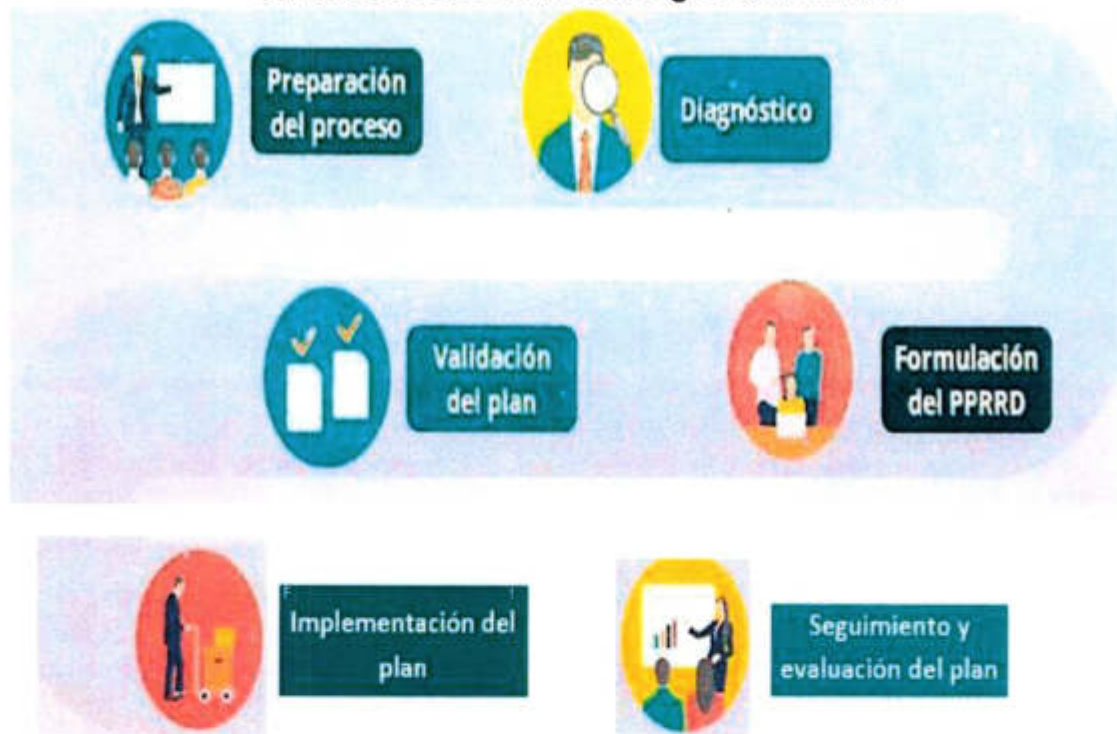 Preparación
del proceso
Diagnóstico
Validación
del plan
Formulación
del PPRRD
Implementación del
plan
Seguimiento y
evaluación del plan